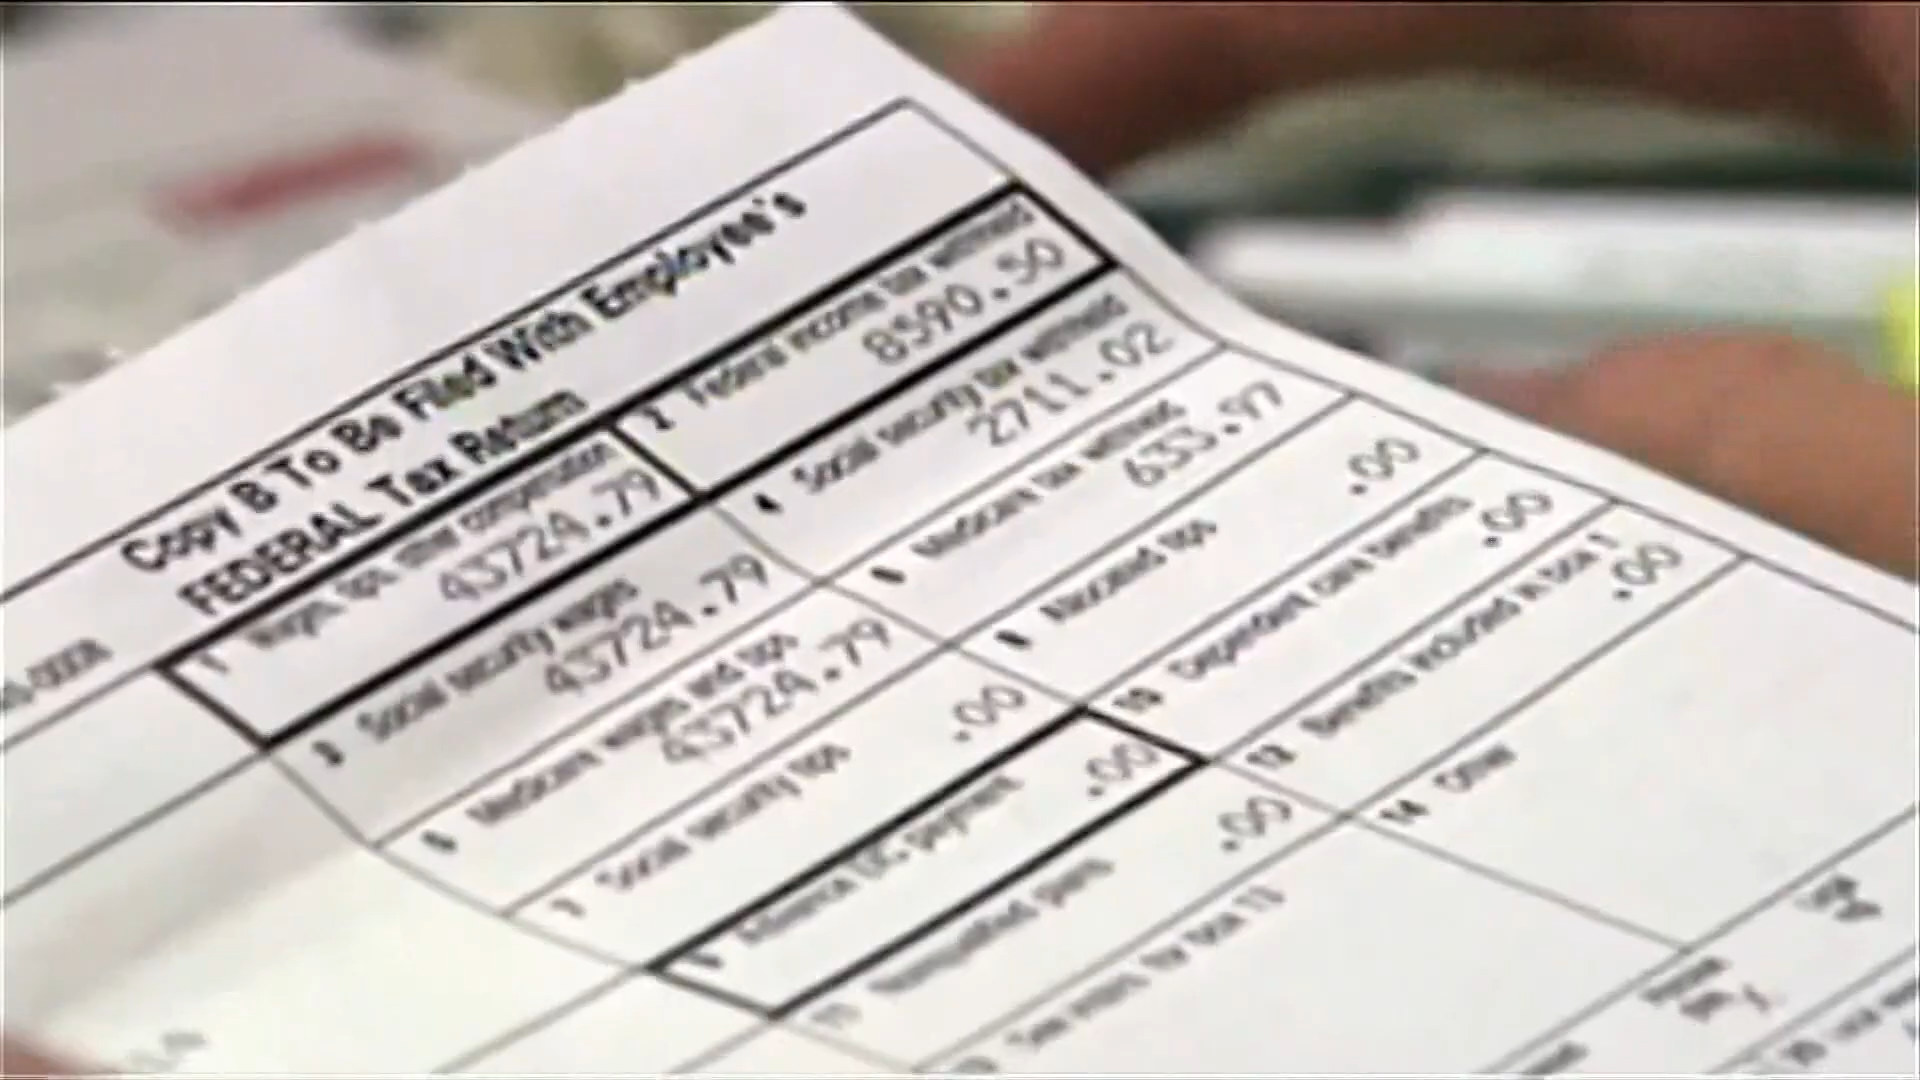 Copy B To Be Filed With Employee's
FEDERAL Tax Return
1 Wages, tips, other compensation
43724.79
2 Federal income tax withheld
8590.50
3 Social security wages
43724.79
4 Social security tax withheld
2711.02
5 Medicare wages and tips
43724.79
6 Medicare tax withheld
633.97
7 Social security tips
.00
8 Allocated tips
.00
9 Advance EIC payment
.00
10 Dependent care benefits
.00
11 Nonqualified plans
.00
12 Benefits included in box 1
.00
See instrs. for box 13
14 Other